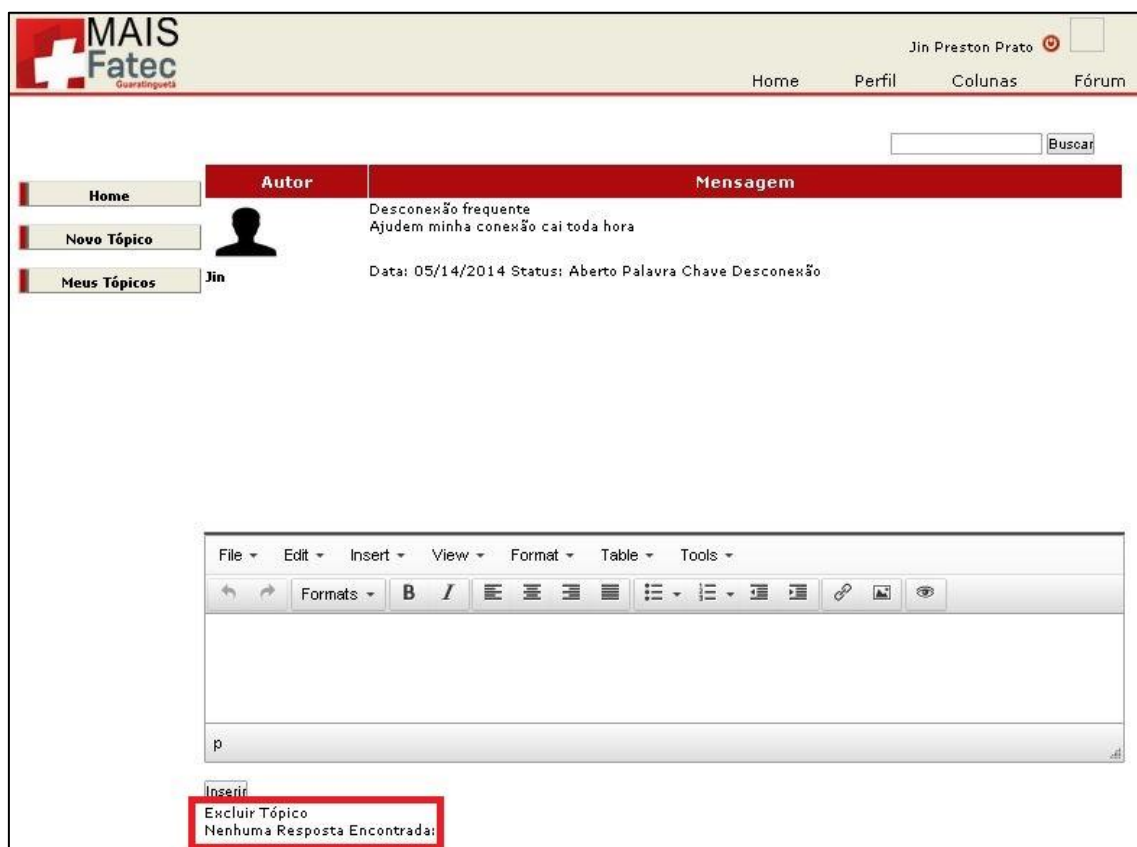 MAIS
Fatec
Guaratinguetá
Jin Preston Prato
Home Perfil Colunas Fórum
Buscar
Home
Novo Tópico
Meus Tópicos
Autor Mensagem
Desconexão frequente
Ajudem minha conexão cai toda hora
Jin
Data: 05/14/2014 Status: Aberto Palavra Chave Desconexão
File Edit Insert View Format Table Tools
Formats B I
p
Inserir
Excluir Tópico
Nenhuma Resposta Encontrada: